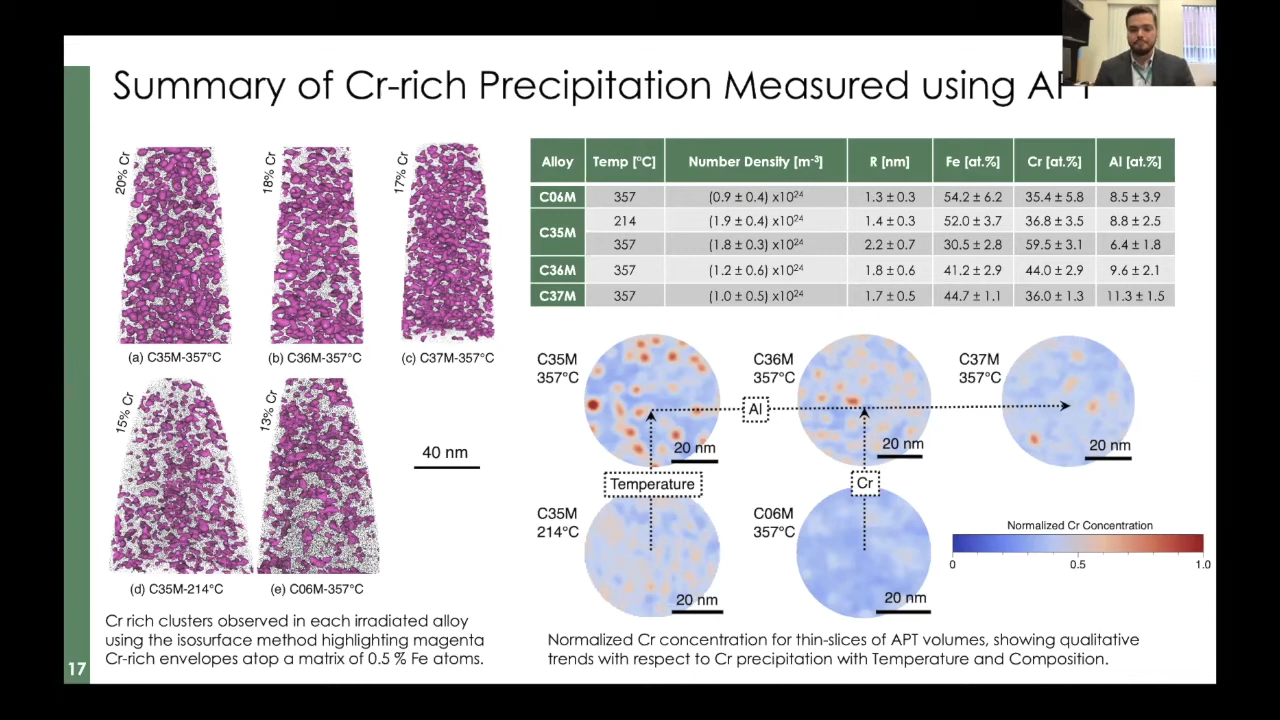 Summary of Cr-rich Precipitation Measured using APT
20% Cr
18% Cr
17% Cr
(a) C35M-357°C
(b) C36M-357°C
(c) C37M-357°C
15% Cr
13% Cr
40 nm
(d) C35M-214°C
(e) C06M-357°C
Cr rich clusters observed in each irradiated alloy
using the isosurface method highlighting magenta
Cr-rich envelopes atop a matrix of 0.5 % Fe atoms.
17
Alloy Temp [°C] Number Density [m⁻³] R [nm] Fe [at.%] Cr [at.%] Al [at.%]
C06M 357 (0.9 ± 0.4) x10²⁴ 1.3 ± 0.3 54.2 ± 6.2 35.4 ± 5.8 8.5 ± 3.9
C35M 214 (1.9 ± 0.4) x10²⁴ 1.4 ± 0.3 52.0 ± 3.7 36.8 ± 3.5 8.8 ± 2.5
357 (1.8 ± 0.3) x10²⁴ 2.2 ± 0.7 30.5 ± 2.8 59.5 ± 3.1 6.4 ± 1.8
C36M 357 (1.2 ± 0.6) x10²⁴ 1.8 ± 0.6 41.2 ± 2.9 44.0 ± 2.9 9.6 ± 2.1
C37M 357 (1.0 ± 0.5) x10²⁴ 1.7 ± 0.5 44.7 ± 1.1 36.0 ± 1.3 11.3 ± 1.5
C35M
357°C
C36M
357°C
C37M
357°C
Al
20 nm
20 nm
20 nm
Temperature
Cr
C35M
214°C
C06M
357°C
20 nm
20 nm
Normalized Cr Concentration
0 0.5 1.0
Normalized Cr concentration for thin-slices of APT volumes, showing qualitative
trends with respect to Cr precipitation with Temperature and Composition.